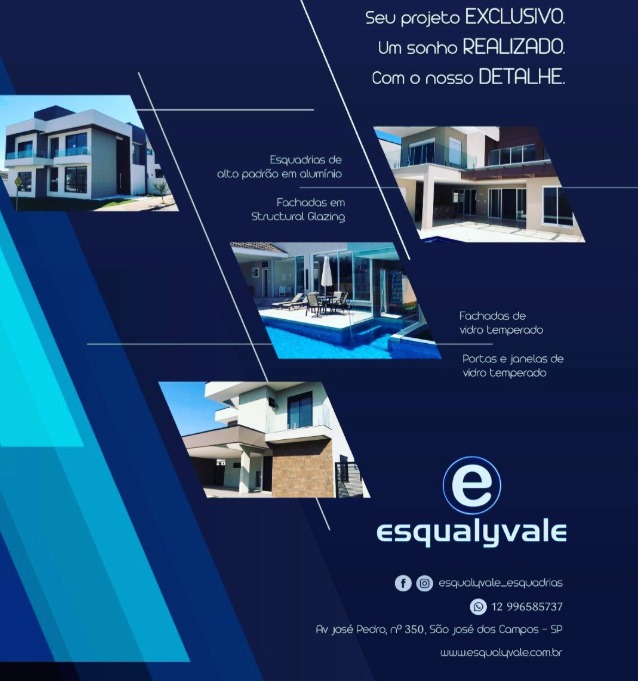 Seu projeto EXCLUSIVO.
Um sonho REALIZADO.
Com o nosso DETALHE.
Esquadrias de
alto padrão em alumínio
Fachadas em
Structural Glazing
Fachadas de
vidro temperado
Portas e janelas de
vidro temperado
e
esqualyvale
esqualyvale_esquadrias
12 996585737
Av José Pedro, nº 350, São José dos Campos - SP
www.esqualyvale.com.br